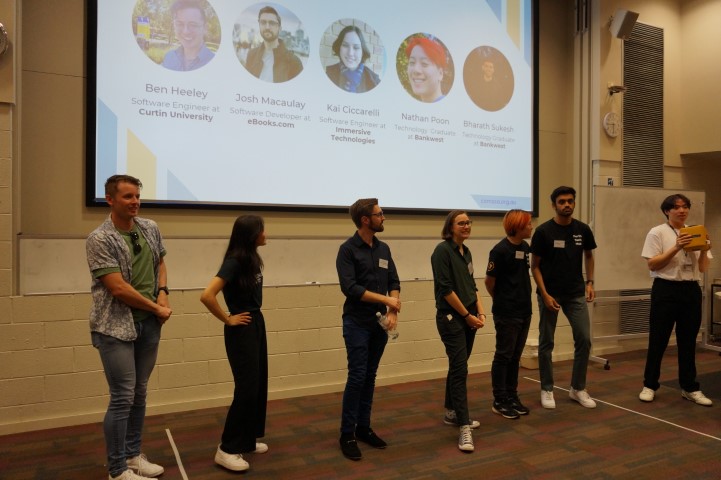 Ben Heeley
Software Engineer at
Curtin University
Josh Macaulay
Software Developer at
eBooks.com
Kai Ciccarelli
Software Engineer at
Immersive
Technologies
Nathan Poon
Technology Graduate
at Bankwest
Bharath Sukesh
Technology Graduate
at Bankwest